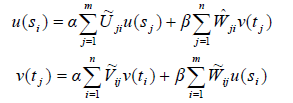 u(s_i) = α∑_{j=1}^{m} Ũ_{ji}u(s_j) + β∑_{j=1}^{n} Ŵ_{ji}v(t_j)
v(t_j) = α∑_{i=1}^{n} Ṽ_{ij}v(t_i) + β∑_{i=1}^{m} W̃_{ij}u(s_i)